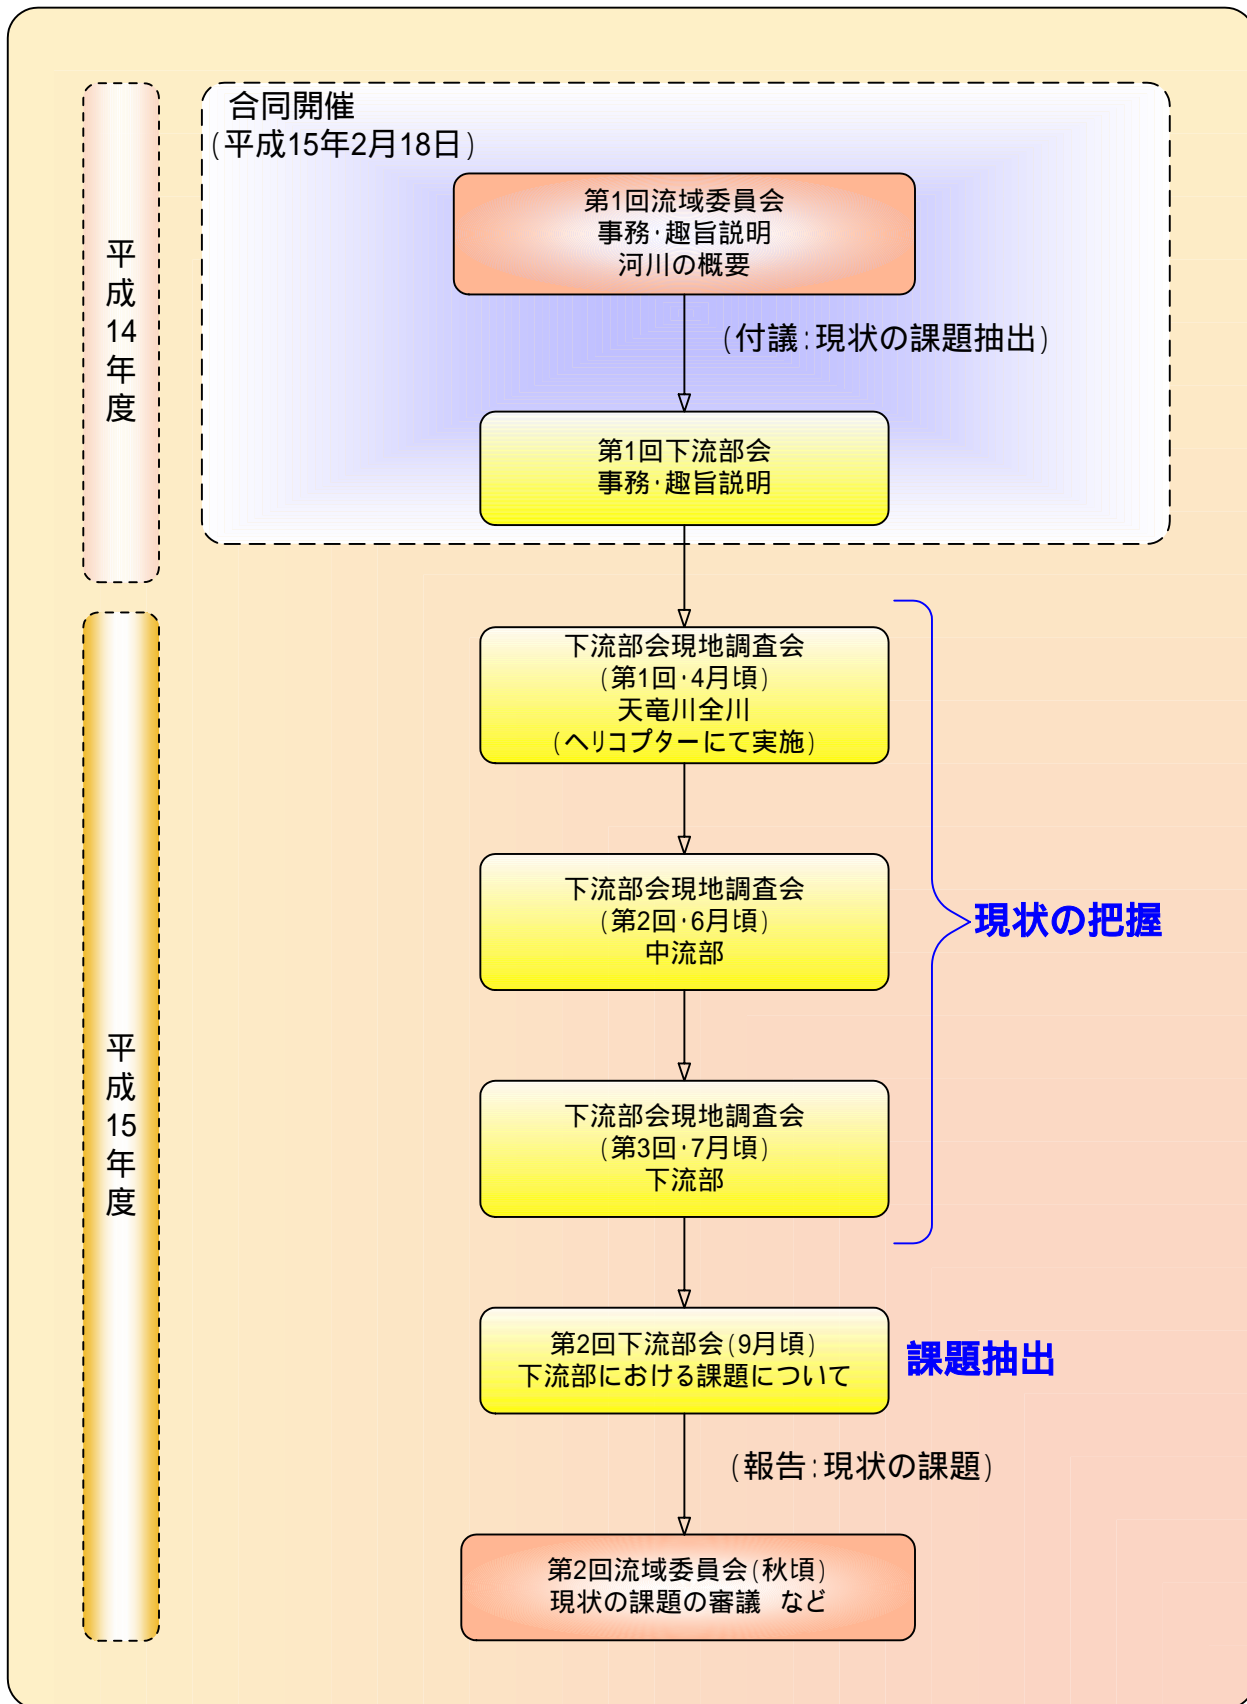 合同開催
(平成15年2月18日)
平成14年度
第1回流域委員会
事務・趣旨説明
河川の概要
(付議:現状の課題抽出)
第1回下流部会
事務・趣旨説明
平成15年度
下流部会現地調査会
(第1回・4月頃)
天竜川全川
(ヘリコプターにて実施)
下流部会現地調査会
(第2回・6月頃)
中流部
現状の把握
下流部会現地調査会
(第3回・7月頃)
下流部
第2回下流部会(9月頃)
下流部における課題について
課題抽出
(報告:現状の課題)
第2回流域委員会(秋頃)
現状の課題の審議 など